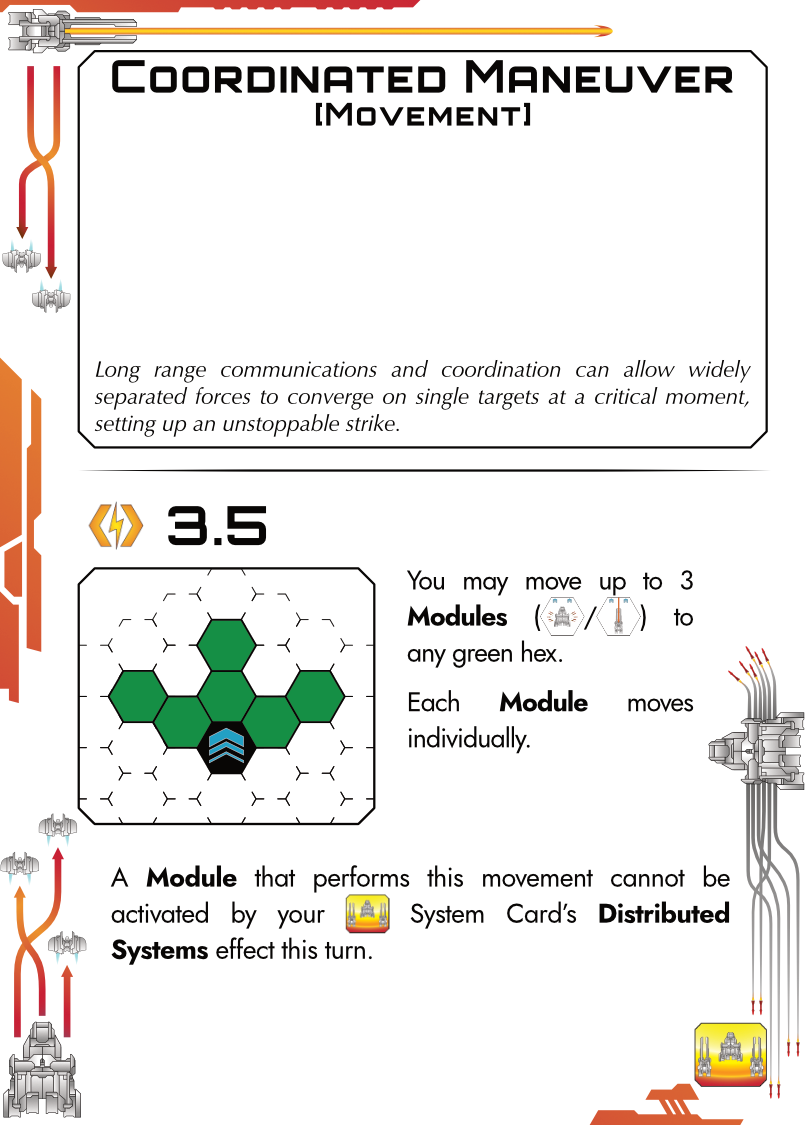 COORDINATED MANEUVER
[MOVEMENT]
Long range communications and coordination can allow widely
separated forces to converge on single targets at a critical moment,
setting up an unstoppable strike.
3.5
You may move up to 3
Modules ( / ) to
any green hex.
Each Module moves
individually.
A Module that performs this movement cannot be
activated by your System Card's Distributed
Systems effect this turn.